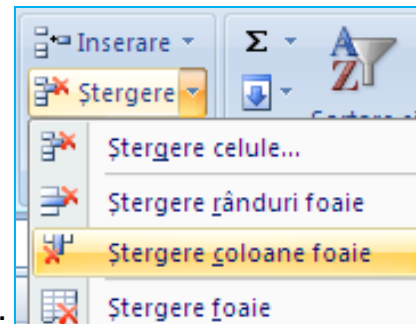 Inserare Σ A
Z
Ștergere
Ștergere celule...
Ștergere rânduri foaie
Ștergere coloane foaie
. Ștergere foaie